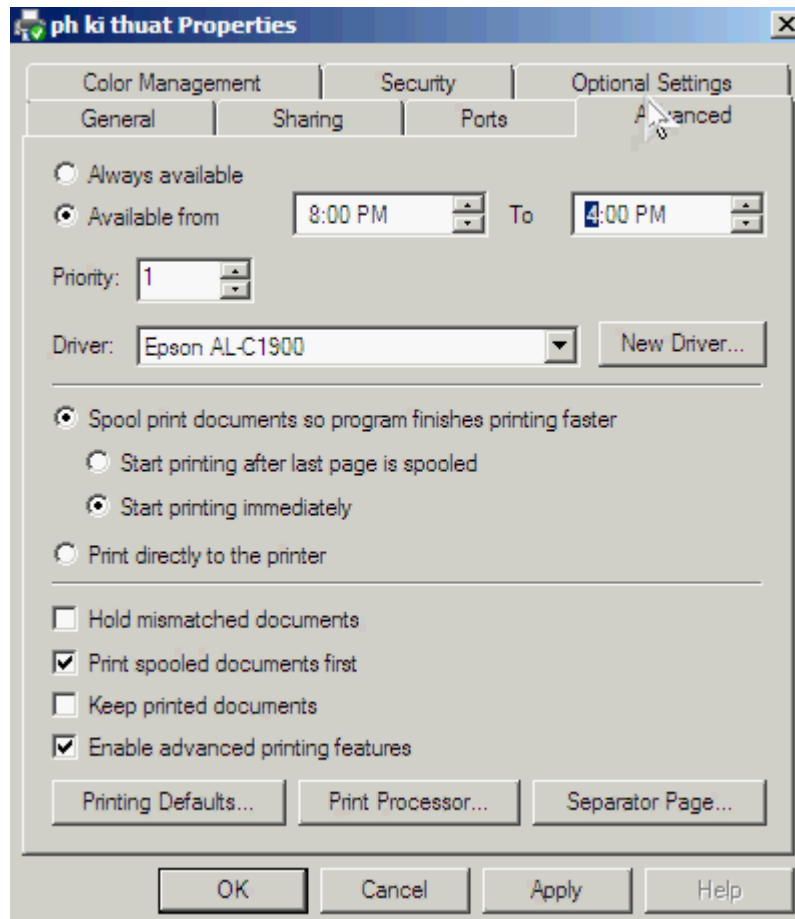 ph ki thuat Properties
Color Management Security Optional Settings
General Sharing Ports Advanced
Always available
Available from 8:00 PM To 4:00 PM
Priority: 1
Driver: Epson AL-C1900 New Driver...
Spool print documents so program finishes printing faster
Start printing after last page is spooled
Start printing immediately
Print directly to the printer
Hold mismatched documents
Print spooled documents first
Keep printed documents
Enable advanced printing features
Printing Defaults... Print Processor... Separator Page...
OK Cancel Apply Help